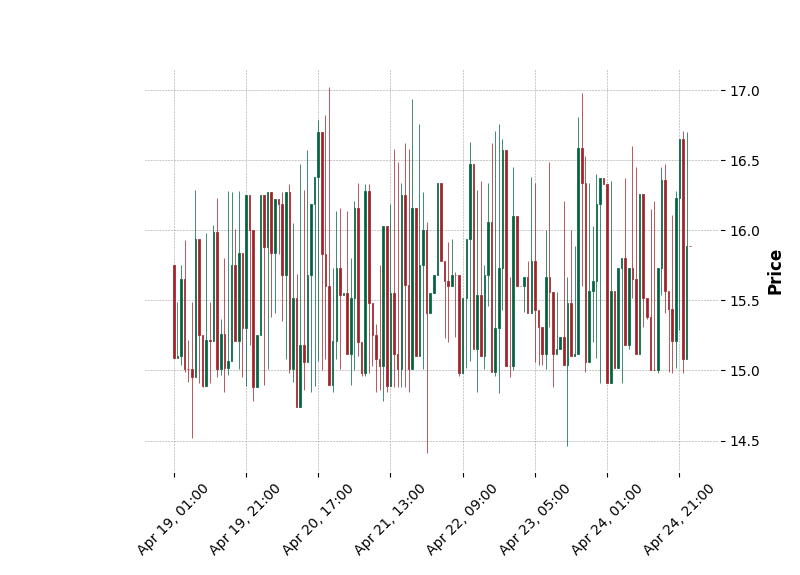 17.0
16.5
16.0
15.5
15.0
14.5
Price
Apr 19, 01:00
Apr 19, 21:00
Apr 20, 17:00
Apr 21, 13:00
Apr 22, 09:00
Apr 23, 05:00
Apr 24, 01:00
Apr 24, 21:00